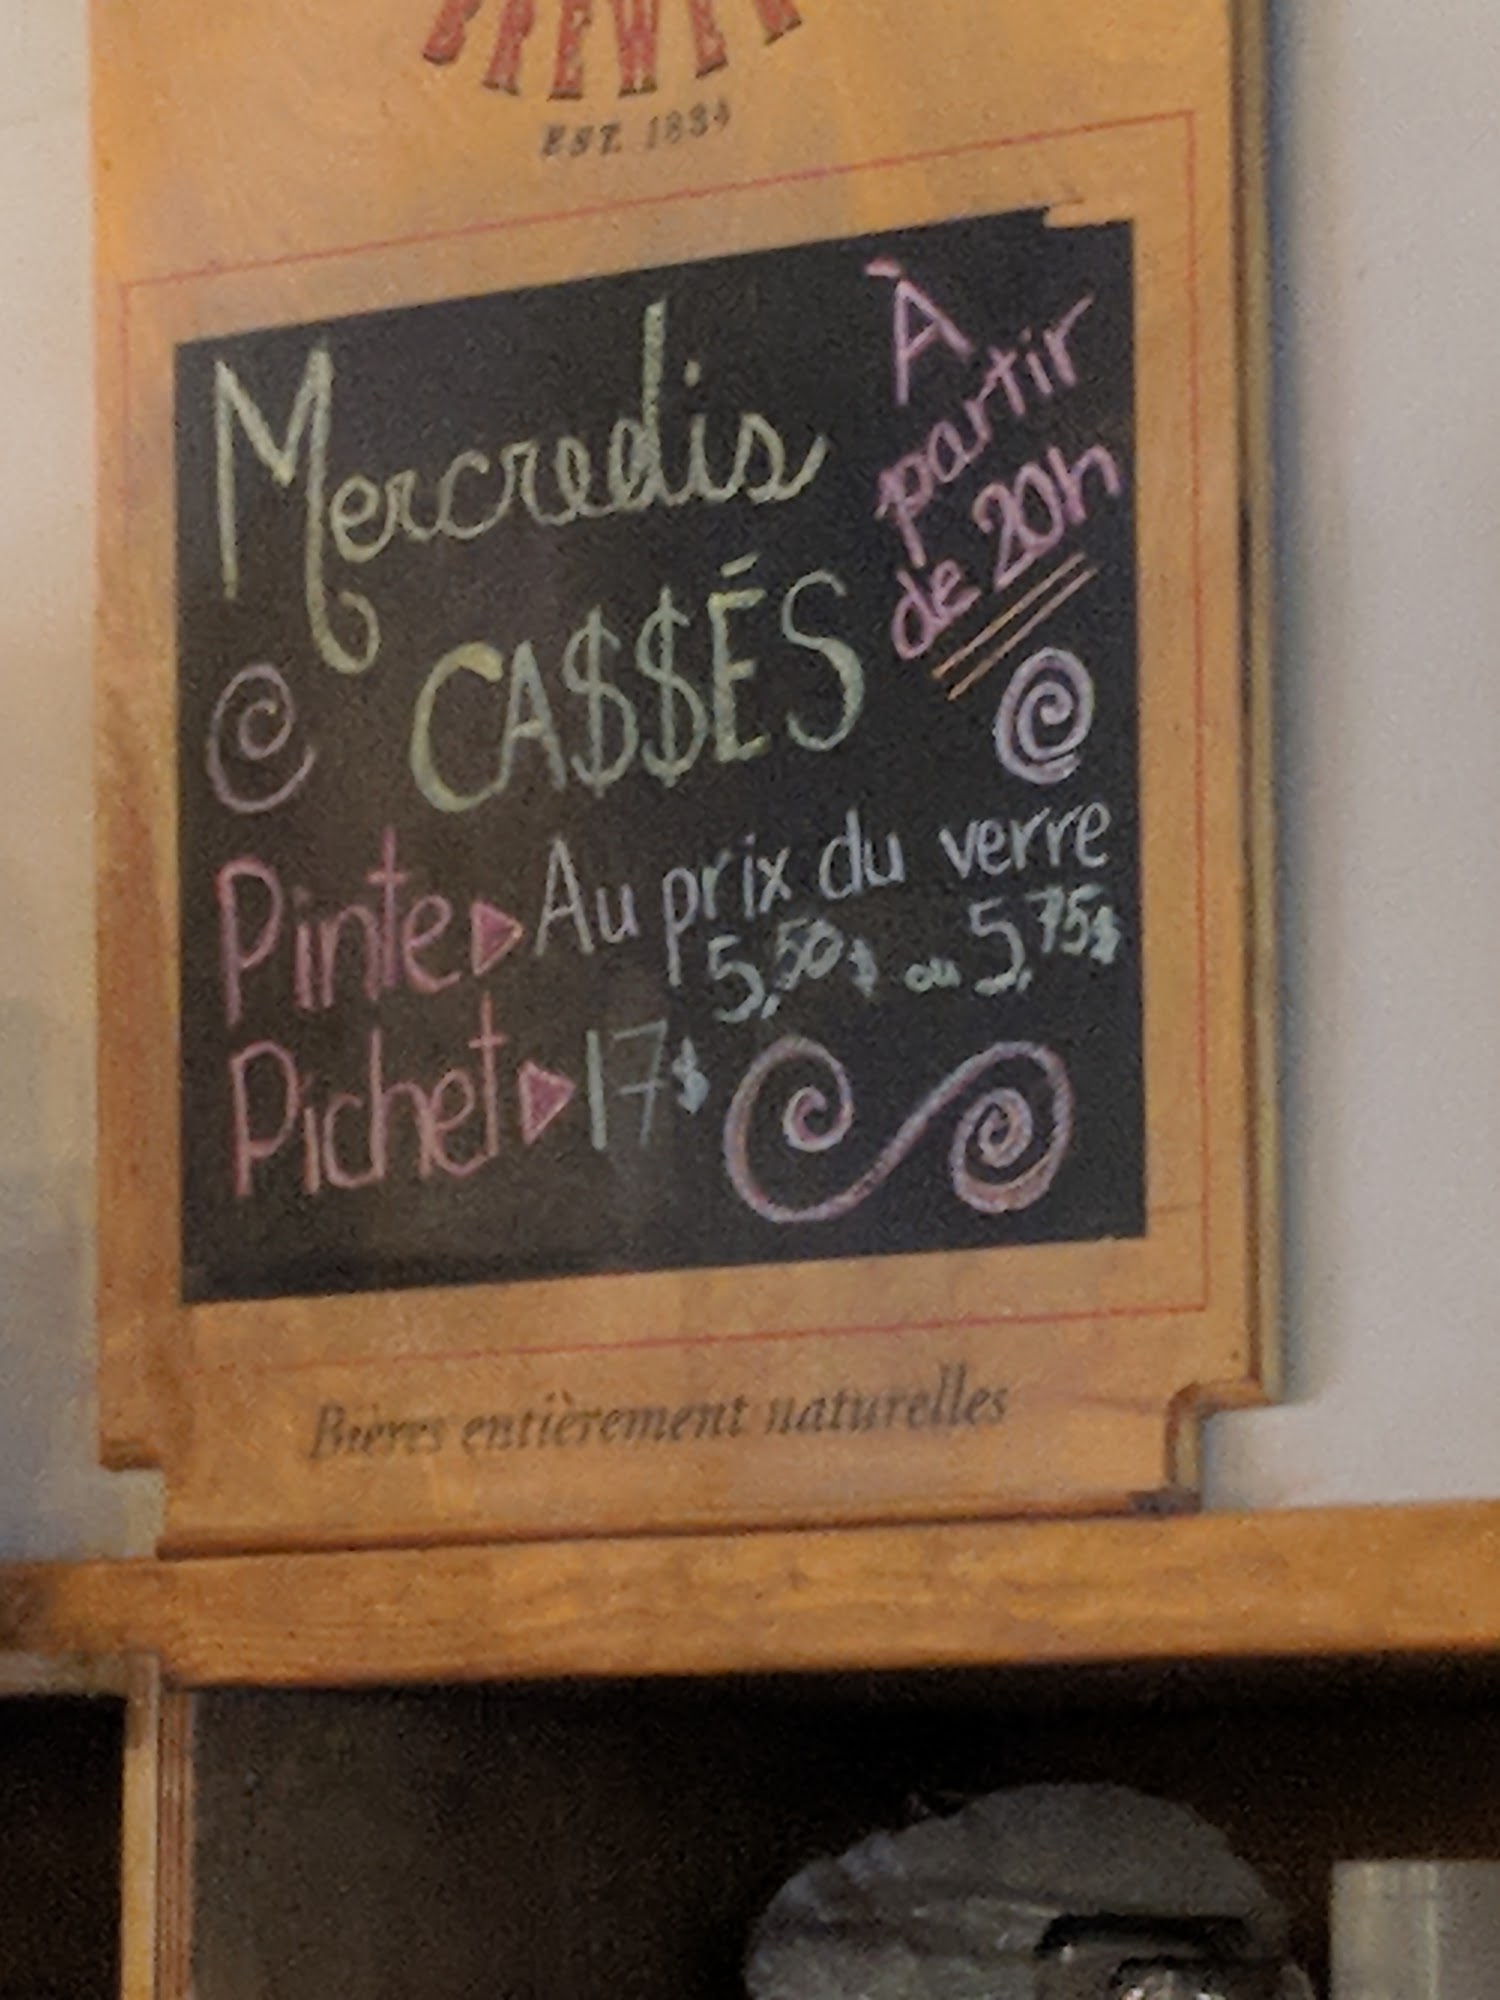 EST. 1834
Mercredis
CA$$ÉS
À
partir
de 20h
Pinte Au prix du verre
5,50$ ou 5,75$
Pichet 17$
Bières entièrement naturelles